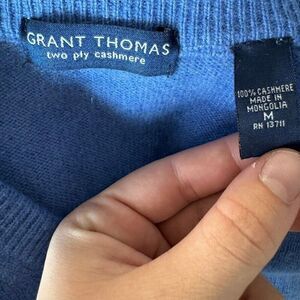 GRANT THOMAS
two ply cashmere
100% CASHMERE
MADE IN
MONGOLIA
M
RN 13711